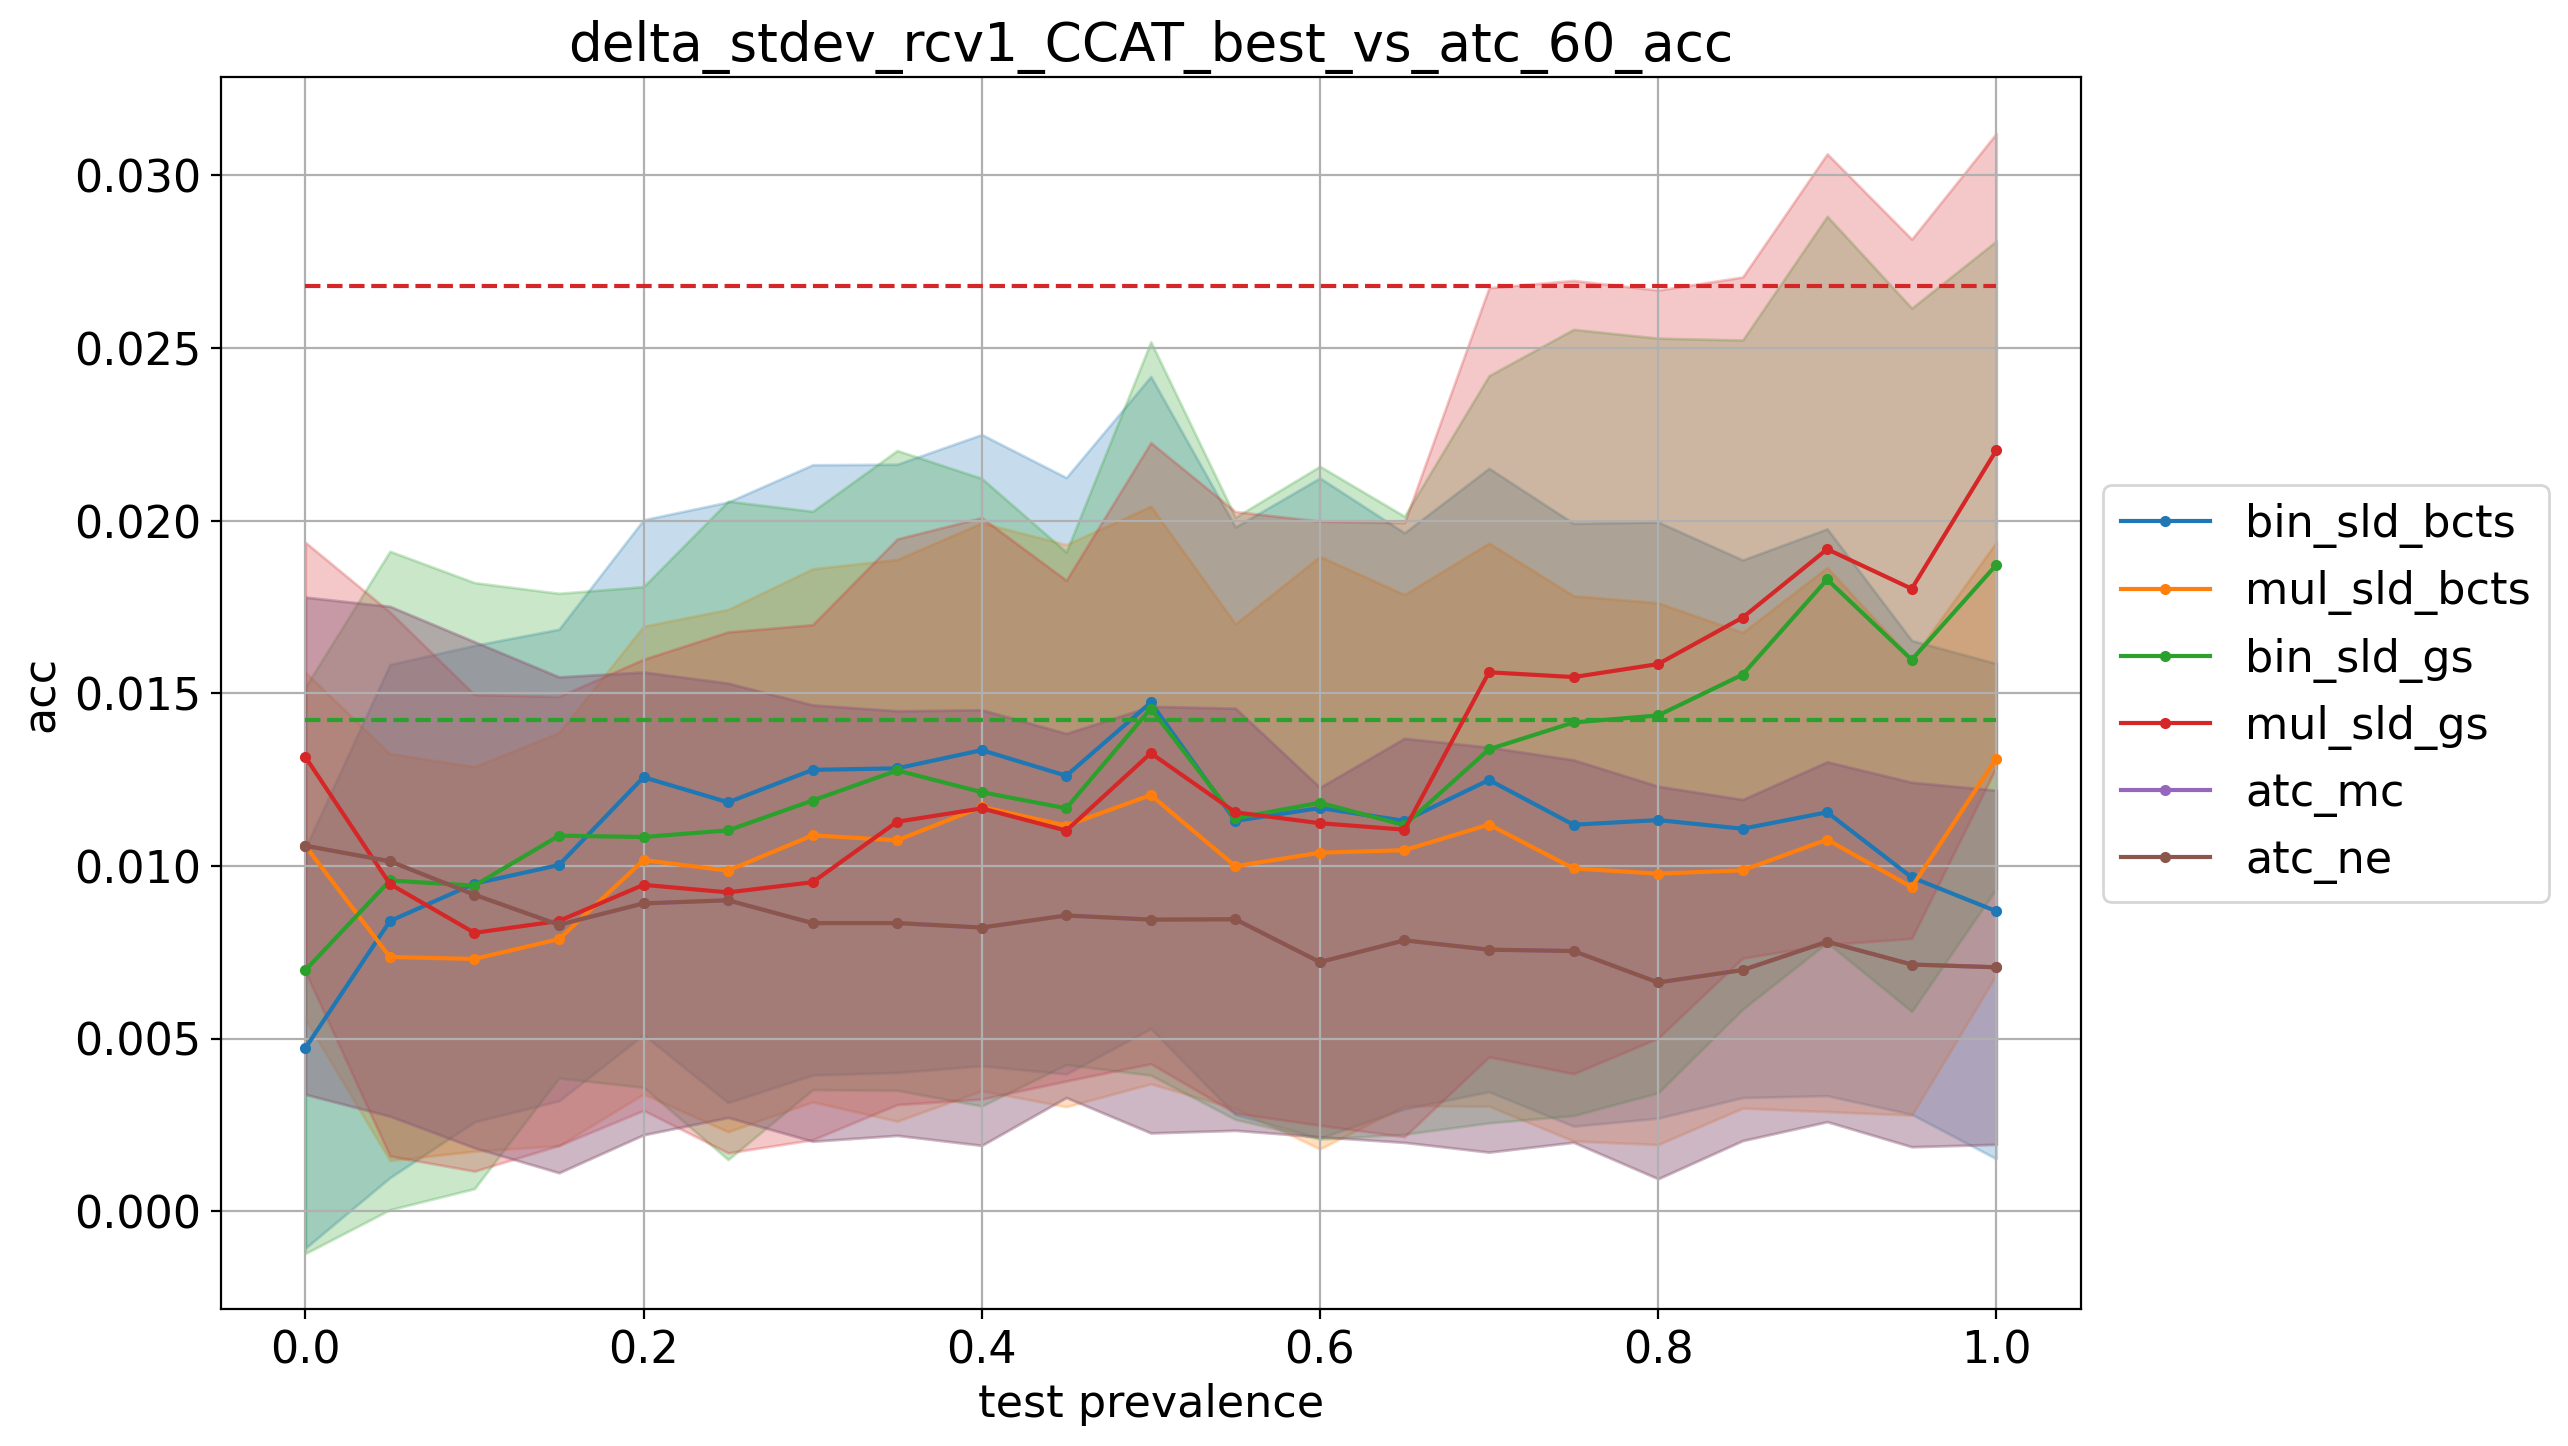 delta_stdev_rcv1_CCAT_best_vs_atc_60_acc
acc
0.030
0.025
0.020
0.015
0.010
0.005
0.000
0.0 0.2 0.4 0.6 0.8 1.0
test prevalence
bin_sld_bcts
mul_sld_bcts
bin_sld_gs
mul_sld_gs
atc_mc
atc_ne